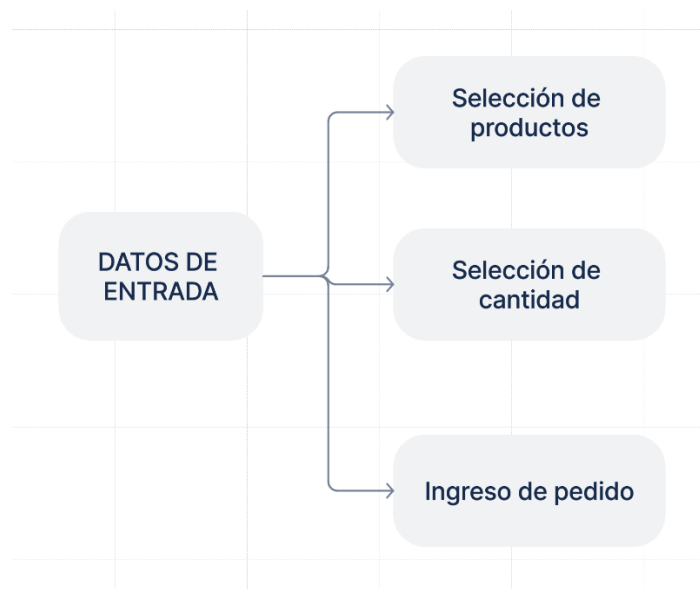 DATOS DE
ENTRADA
Selección de
productos
Selección de
cantidad
Ingreso de pedido